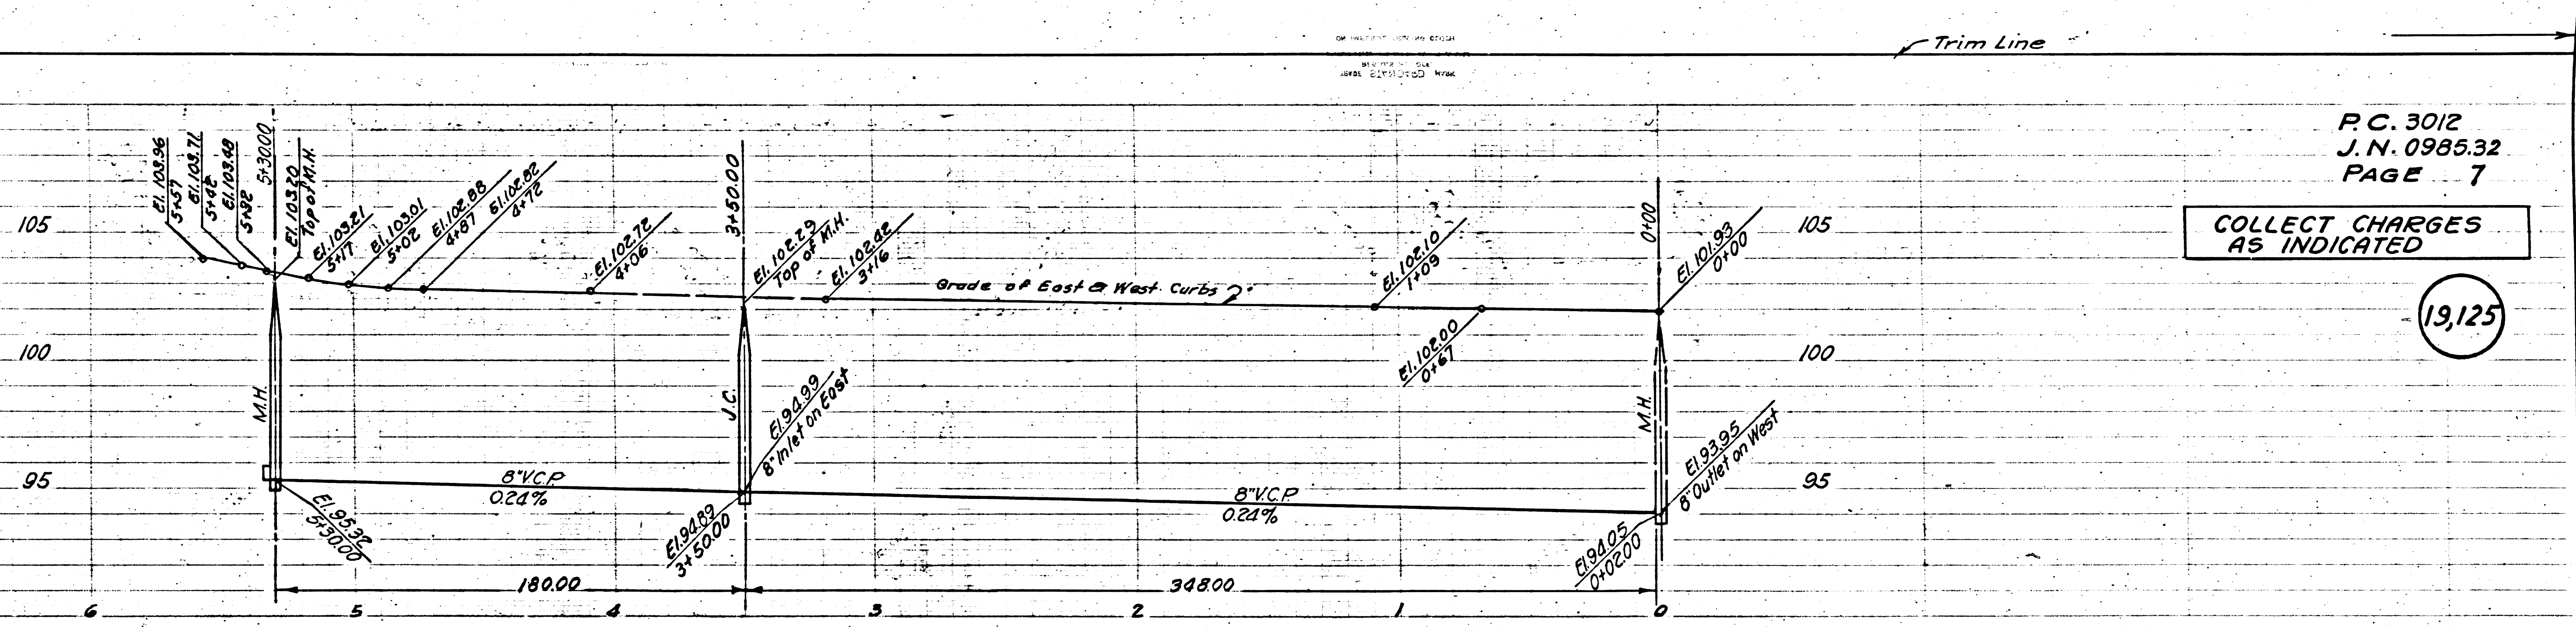 Trim Line
P.C. 3012
J.N. 0985.32
PAGE 7
COLLECT CHARGES
AS INDICATED
19,125
El. 103.96
5+57
El. 103.71
5+42
El. 103.48
5+32
5+30.00
El. 103.20
Top of M.H.
El. 103.21
5+17
El. 103.01
5+02
El. 102.88
4+87
El. 102.82
4+72
El. 102.72
4+06
3+50.00
El. 102.29
Top of M.H.
El. 102.42
3+16
Grade of East & West Curbs
El. 102.10
1+09
El. 102.00
0+67
0+00
El. 101.93
0+00
105
105
100
100
95
95
M.H.
J.C.
M.H.
El. 94.99
8" Inlet on East
El. 93.95
8" Outlet on West
8" V.C.P.
0.24%
8" V.C.P.
0.24%
El. 95.32
5+30.00
El. 94.89
3+50.00
El. 94.05
0+02.00
180.00
348.00
6 5 4 3 2 1 0